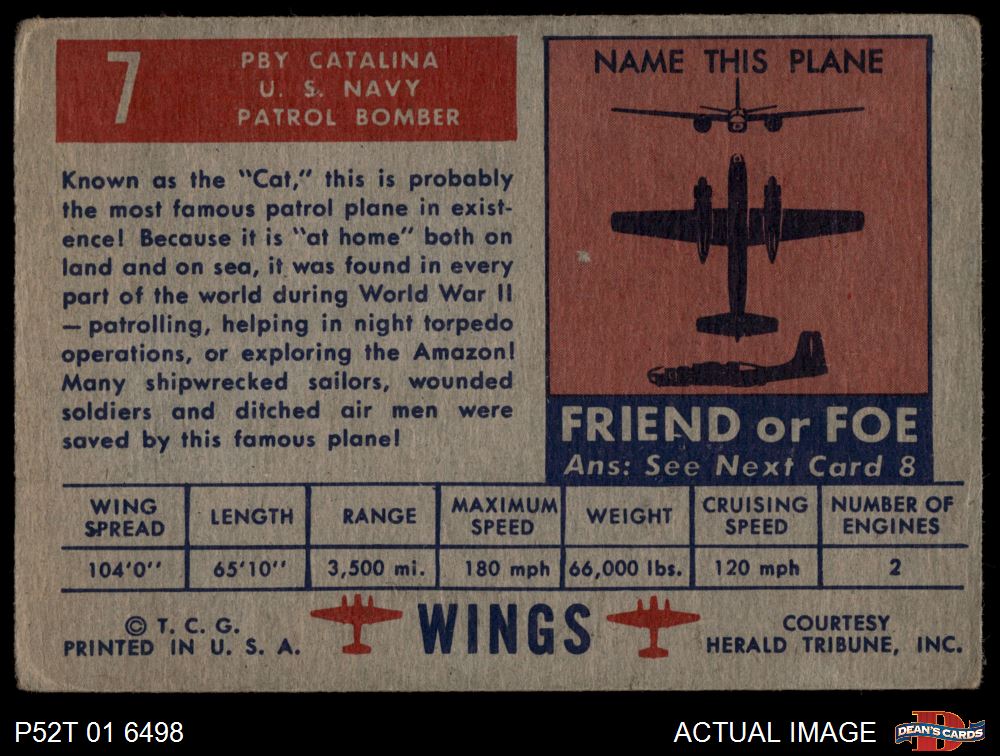 7
PBY CATALINA
U. S. NAVY
PATROL BOMBER
Known as the "Cat," this is probably
the most famous patrol plane in exist-
ence! Because it is "at home" both on
land and on sea, it was found in every
part of the world during World War II
— patrolling, helping in night torpedo
operations, or exploring the Amazon!
Many shipwrecked sailors, wounded
soldiers and ditched air men were
saved by this famous plane!
NAME THIS PLANE
FRIEND or FOE
Ans: See Next Card 8
WING SPREAD LENGTH RANGE MAXIMUM SPEED WEIGHT CRUISING SPEED NUMBER OF ENGINES
104'0'' 65'10'' 3,500 mi. 180 mph 66,000 lbs. 120 mph 2
© T. C. G.
PRINTED IN U. S. A.
WINGS
COURTESY
HERALD TRIBUNE, INC.
P52T 01 6498
ACTUAL IMAGE
D
DEAN'S CARDS